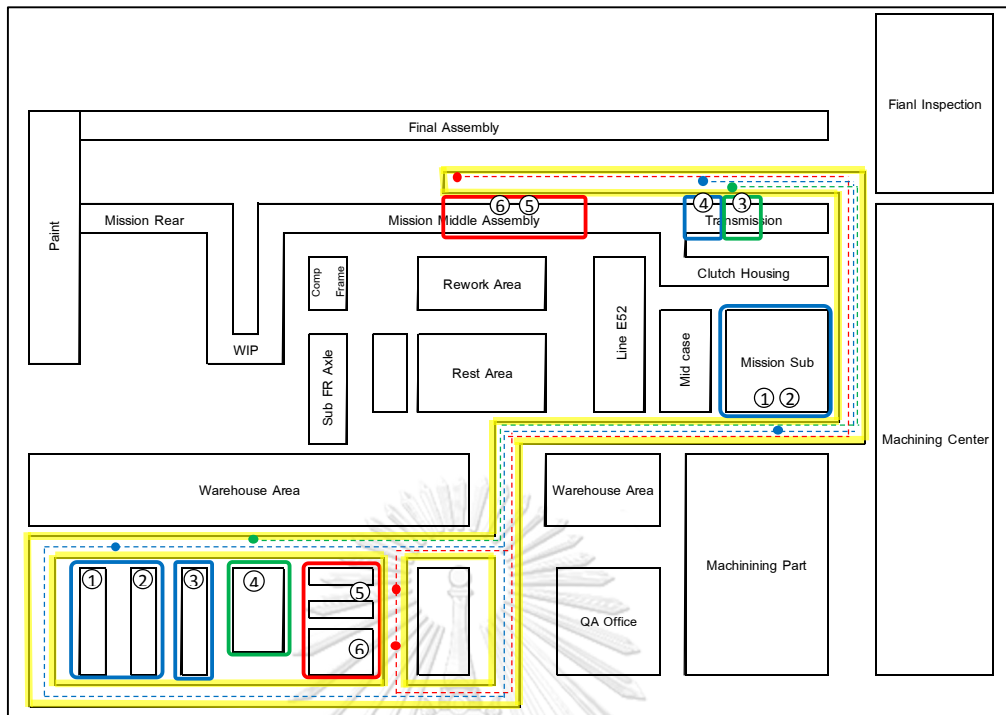 Fianl Inspection
Final Assembly
Paint
Mission Rear
⑥ ⑤
Mission Middle Assembly
④ ③
Transmission
Clutch Housing
Comp
Frame
Rework Area
Line E52
WIP
Sub FR Axle
Rest Area
Mid case
Mission Sub
① ②
Machining Center
Warehouse Area
Warehouse Area
Machinining Part
① ② ③ ④ ⑤
⑥
QA Office